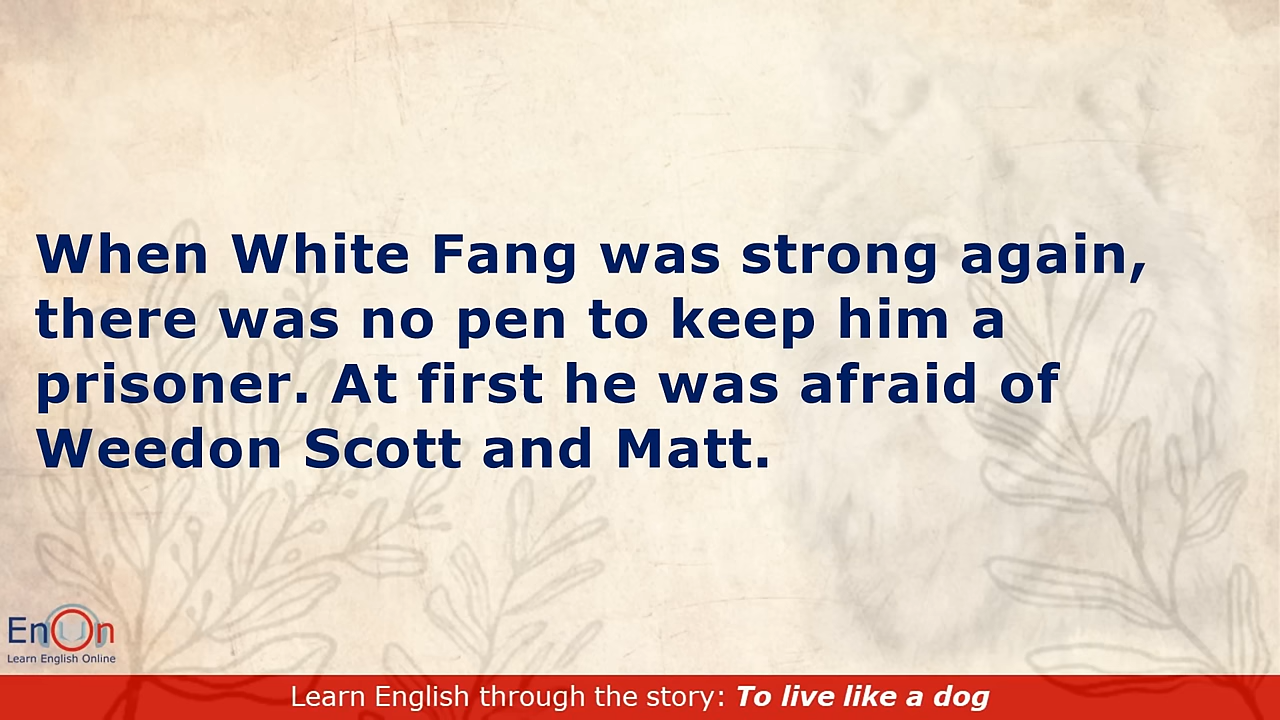 When White Fang was strong again,
there was no pen to keep him a
prisoner. At first he was afraid of
Weedon Scott and Matt.
EnOn
Learn English Online
Learn English through the story: To live like a dog